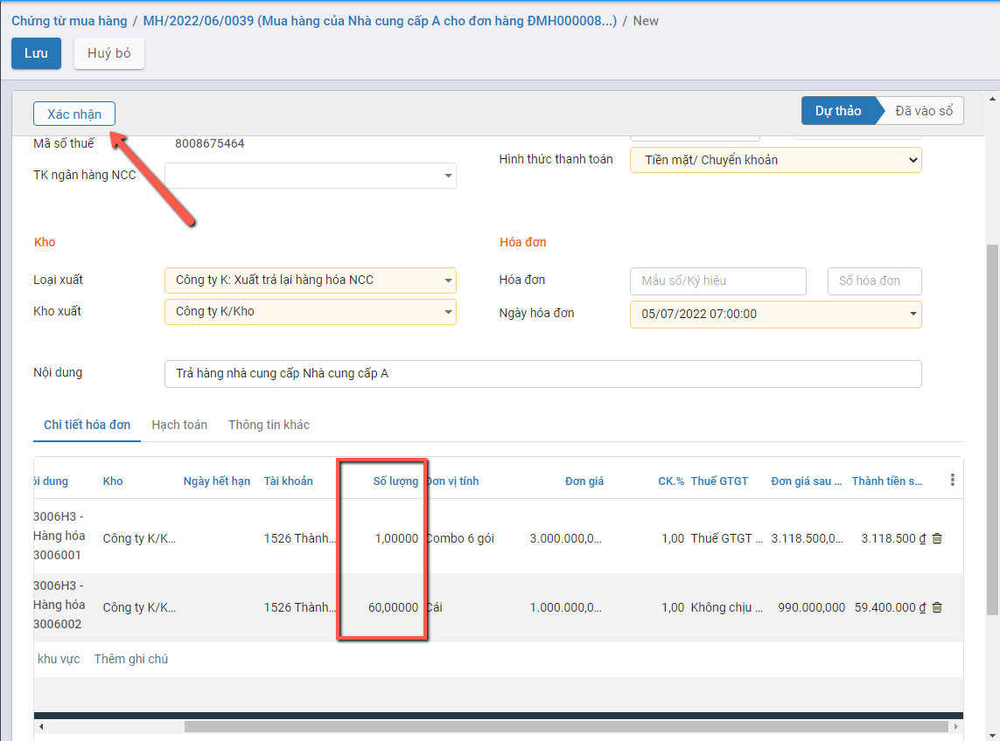 Chứng từ mua hàng / MH/2022/06/0039 (Mua hàng của Nhà cung cấp A cho đơn hàng ĐMH000008...) / New
Lưu Huỷ bỏ
Xác nhận Dự thảo Đã vào sổ
Mã số thuế 8008675464
Hình thức thanh toán Tiền mặt/ Chuyển khoản
TK ngân hàng NCC
Kho Hóa đơn
Loại xuất Công ty K: Xuất trả lại hàng hóa NCC Hóa đơn Mẫu số/Ký hiệu Số hóa đơn
Kho xuất Công ty K/Kho Ngày hóa đơn 05/07/2022 07:00:00
Nội dung Trả hàng nhà cung cấp Nhà cung cấp A
Chi tiết hóa đơn Hạch toán Thông tin khác
ội dung Kho Ngày hết hạn Tài khoản Số lượng Đơn vị tính Đơn giá CK.% Thuế GTGT Đơn giá sau ... Thành tiền s...
3006H3 -
Hàng hóa Công ty K/K... 1526 Thành... 1,00000 Combo 6 gói 3.000.000,0... 1,00 Thuế GTGT ... 3.118.500,0... 3.118.500 ₫
3006001
3006H3 -
Hàng hóa Công ty K/K... 1526 Thành... 60,00000 Cái 1.000.000,0... 1,00 Không chịu ... 990.000,000 59.400.000 ₫
3006002
khu vực Thêm ghi chú